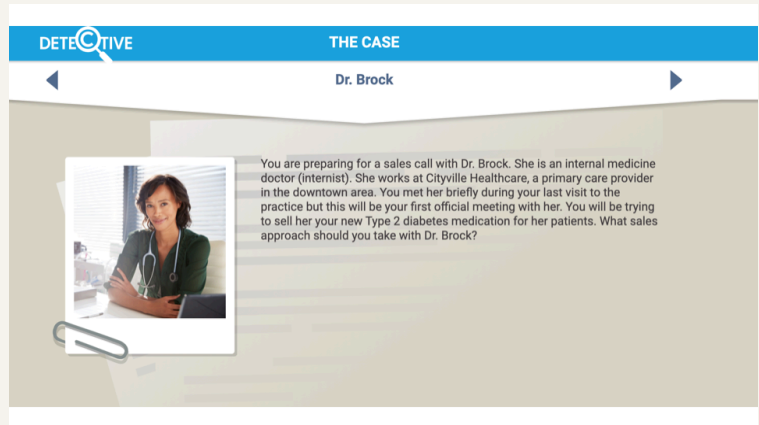 DETECTIVE
THE CASE
Dr. Brock
You are preparing for a sales call with Dr. Brock. She is an internal medicine
doctor (internist). She works at Cityville Healthcare, a primary care provider
in the downtown area. You met her briefly during your last visit to the
practice but this will be your first official meeting with her. You will be trying
to sell her your new Type 2 diabetes medication for her patients. What sales
approach should you take with Dr. Brock?